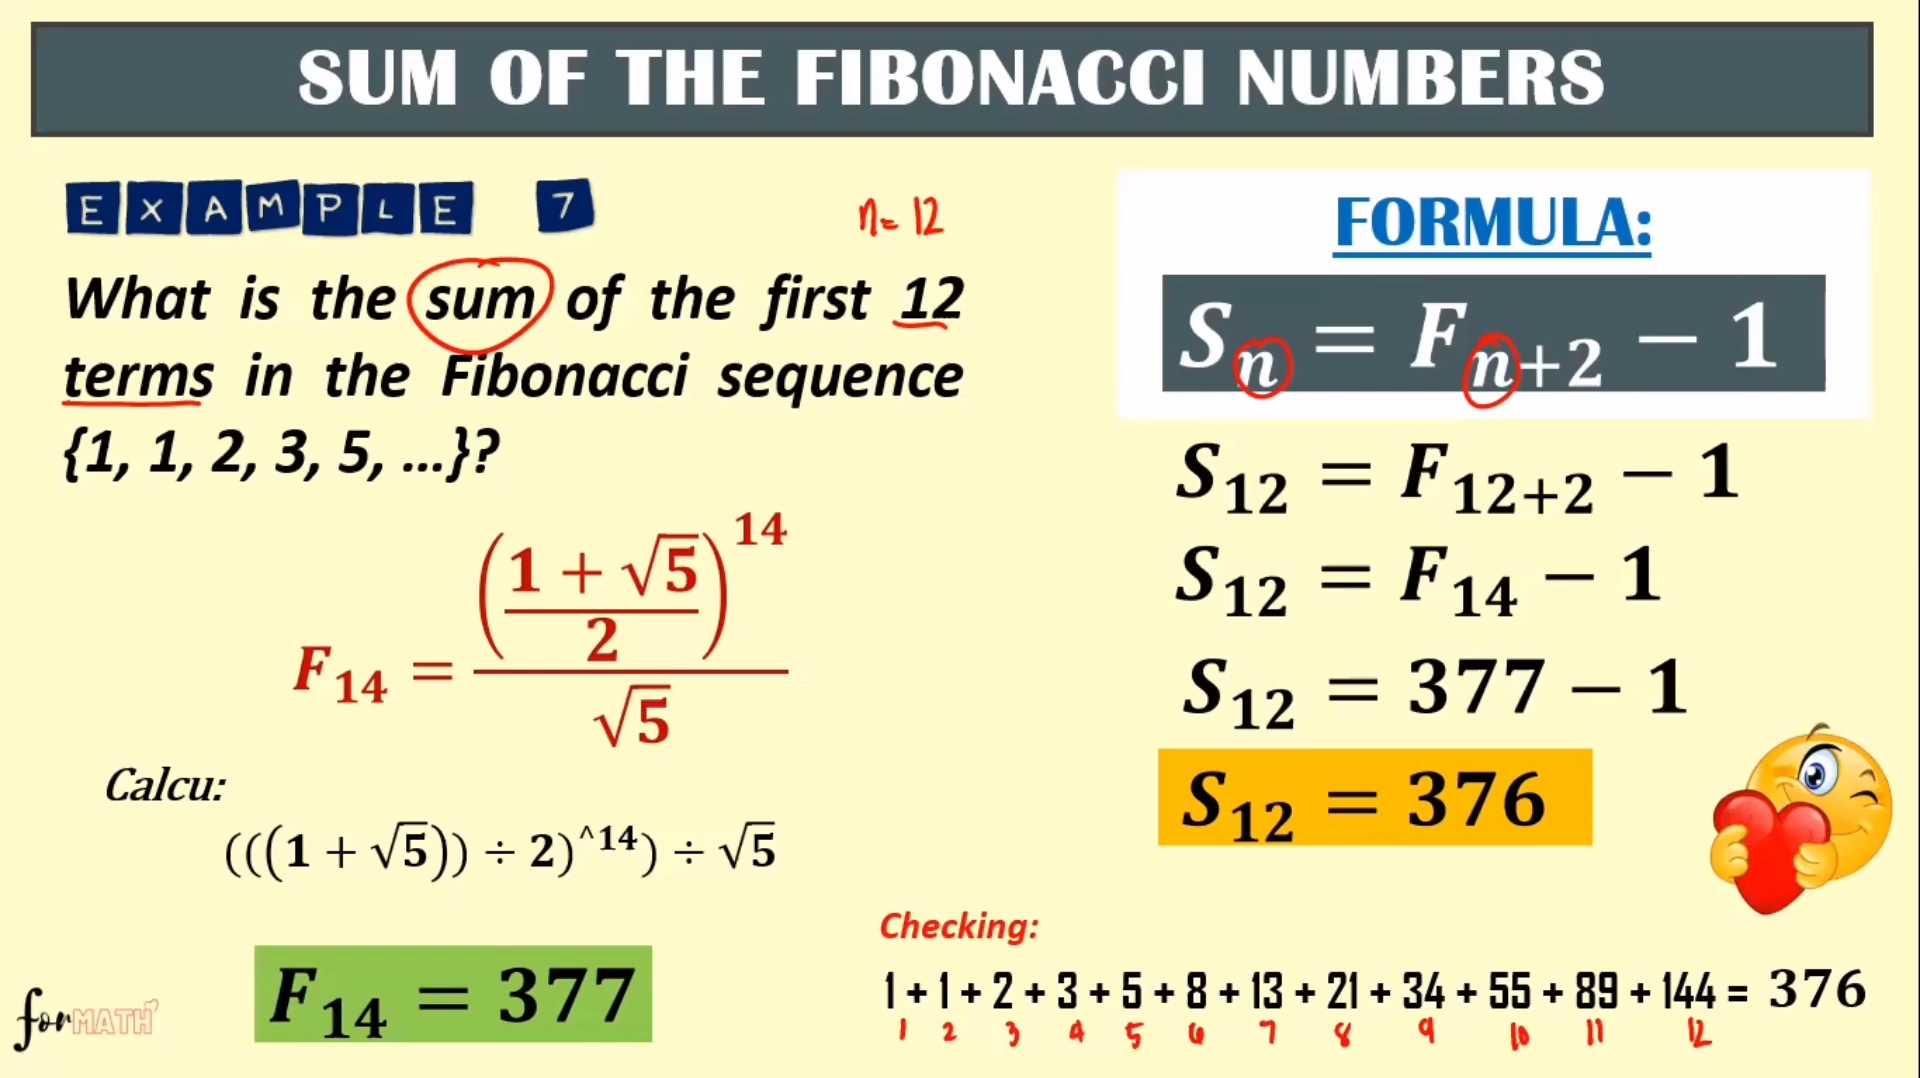 SUM OF THE FIBONACCI NUMBERS
EXAMPLE 7
n= 12
What is the sum of the first 12
terms in the Fibonacci sequence
{1, 1, 2, 3, 5, ...}?
F₁₄ = ((1 + √5)/2)^14 / √5
Calcu:
(((1 + √5)) ÷ 2)^14) ÷ √5
F₁₄ = 377
forMATH
FORMULA:
Sₙ = Fₙ₊₂ − 1
S₁₂ = F₁₂₊₂ − 1
S₁₂ = F₁₄ − 1
S₁₂ = 377 − 1
S₁₂ = 376
Checking:
1 + 1 + 2 + 3 + 5 + 8 + 13 + 21 + 34 + 55 + 89 + 144 = 376
1 2 3 4 5 6 7 8 9 10 11 12